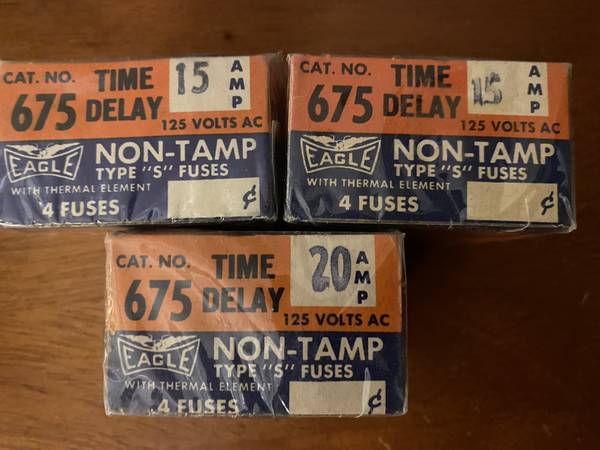 CAT. NO. TIME 15 AMP
675 DELAY
125 VOLTS AC
EAGLE NON-TAMP
TYPE "S" FUSES
WITH THERMAL ELEMENT
4 FUSES ¢
CAT. NO. TIME 15 AMP
675 DELAY
125 VOLTS AC
EAGLE NON-TAMP
TYPE "S" FUSES
WITH THERMAL ELEMENT
4 FUSES ¢
CAT. NO. TIME 20 AMP
675 DELAY
125 VOLTS AC
EAGLE NON-TAMP
TYPE "S" FUSES
WITH THERMAL ELEMENT
4 FUSES ¢